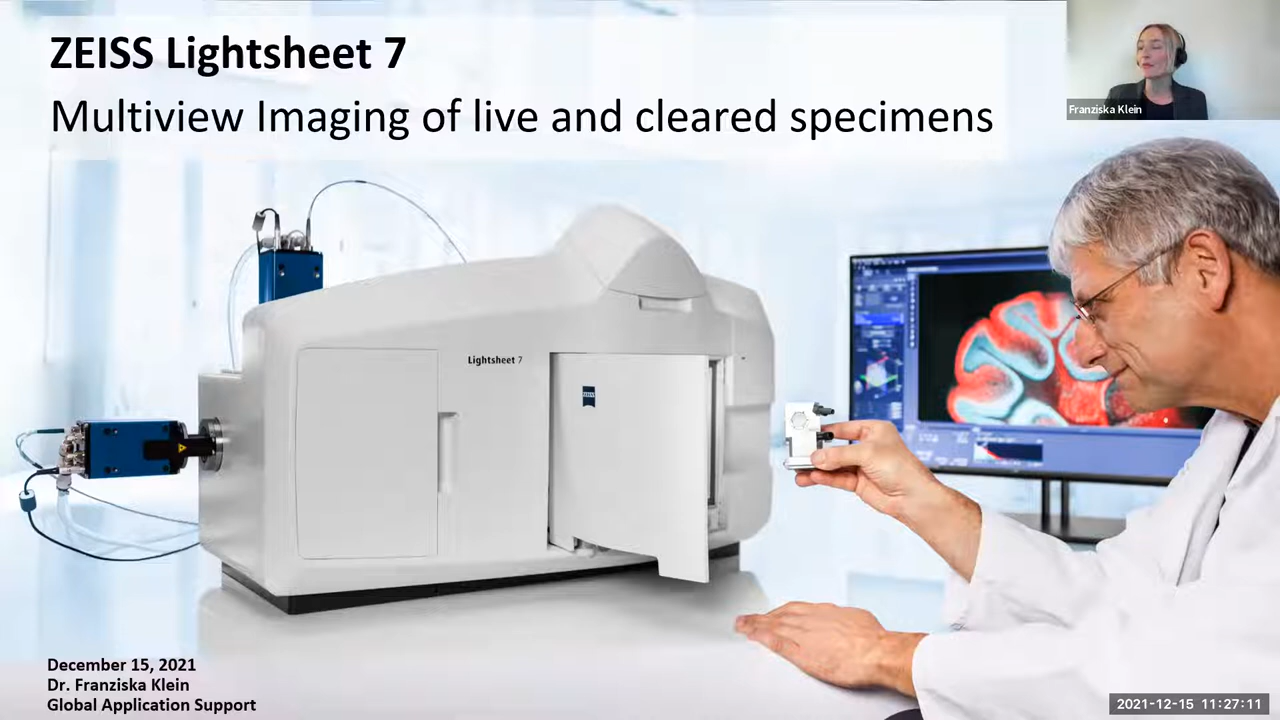 ZEISS Lightsheet 7
Multiview Imaging of live and cleared specimens
Franziska Klein
Lightsheet 7
ZEISS
December 15, 2021
Dr. Franziska Klein
Global Application Support
2021-12-15 11:27:11